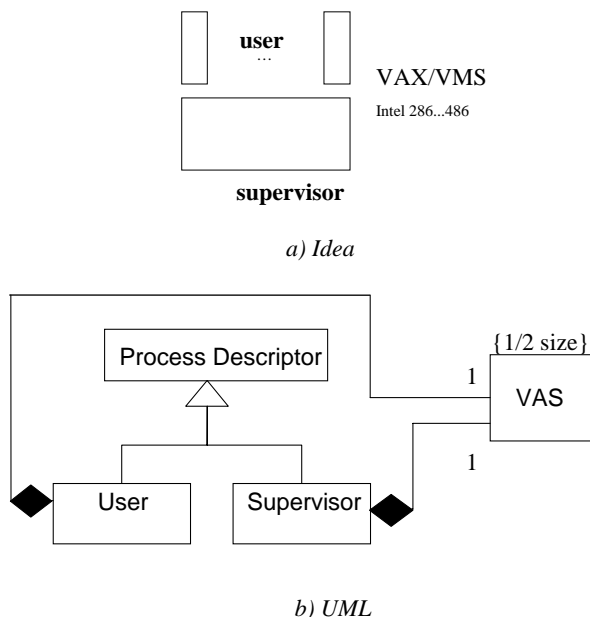 user
...
VAX/VMS
Intel 286...486
supervisor
a) Idea
{1/2 size}
Process Descriptor
1
VAS
1
User
Supervisor
b) UML